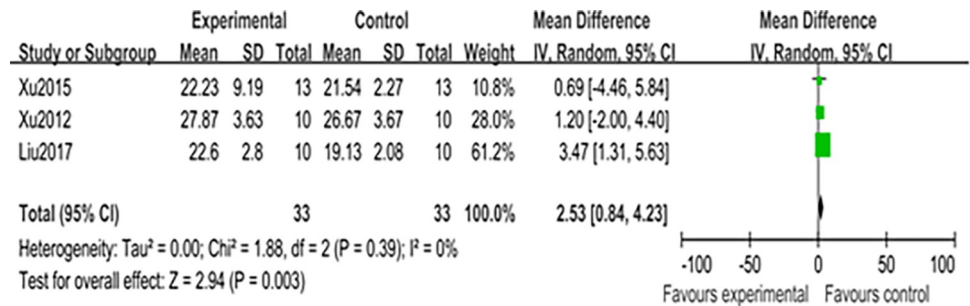 Experimental Control Mean Difference Mean Difference
Study or Subgroup Mean SD Total Mean SD Total Weight IV, Random, 95% CI IV, Random, 95% CI
Xu2015 22.23 9.19 13 21.54 2.27 13 10.8% 0.69 [-4.46, 5.84]
Xu2012 27.87 3.63 10 26.67 3.67 10 28.0% 1.20 [-2.00, 4.40]
Liu2017 22.6 2.8 10 19.13 2.08 10 61.2% 3.47 [1.31, 5.63]
Total (95% CI) 33 33 100.0% 2.53 [0.84, 4.23]
Heterogeneity: Tau² = 0.00; Chi² = 1.88, df = 2 (P = 0.39); I² = 0%
Test for overall effect: Z = 2.94 (P = 0.003)
-100 -50 0 50 100
Favours experimental Favours control